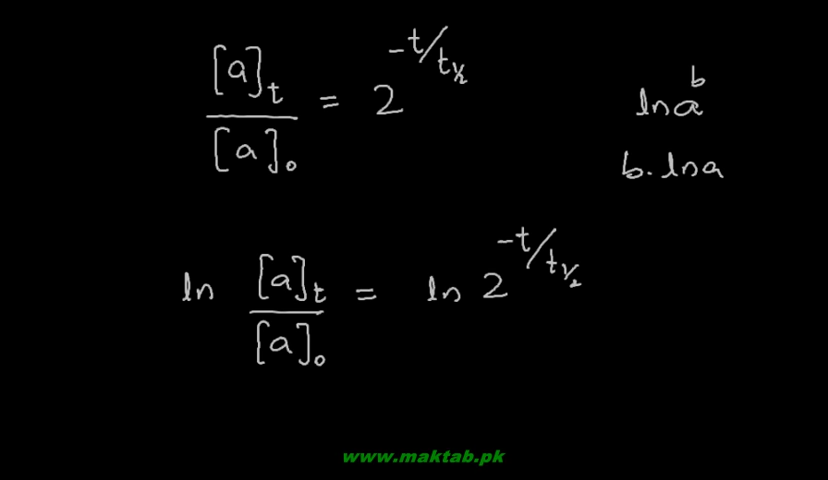 [a]t / [a]₀ = 2^(-t/t½)
ln a^b
b. ln a
ln [a]t / [a]₀ = ln 2^(-t/t½)
www.maktab.pk